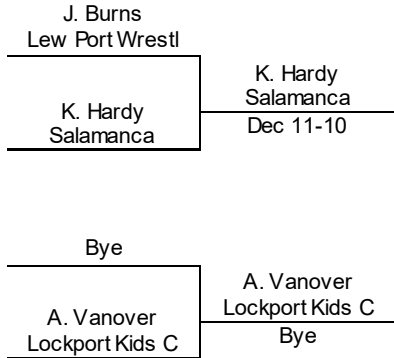 J. Burns
Lew Port Wrestl
K. Hardy
Salamanca
K. Hardy
Salamanca
Dec 11-10
Bye
A. Vanover
Lockport Kids C
A. Vanover
Lockport Kids C
Bye